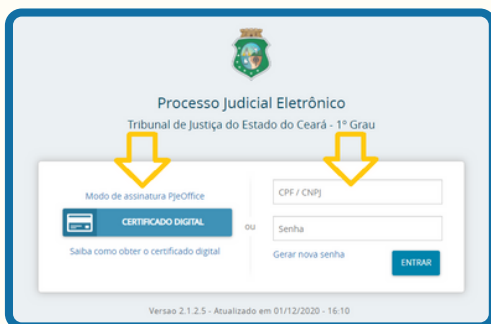 Processo Judicial Eletrônico
Tribunal de Justiça do Estado do Ceará - 1º Grau
Modo de assinatura PJeOffice
CERTIFICADO DIGITAL
Saiba como obter o certificado digital
ou
CPF / CNPJ
Senha
Gerar nova senha
ENTRAR
Versao 2.1.2.5 - Atualizado em 01/12/2020 - 16:10